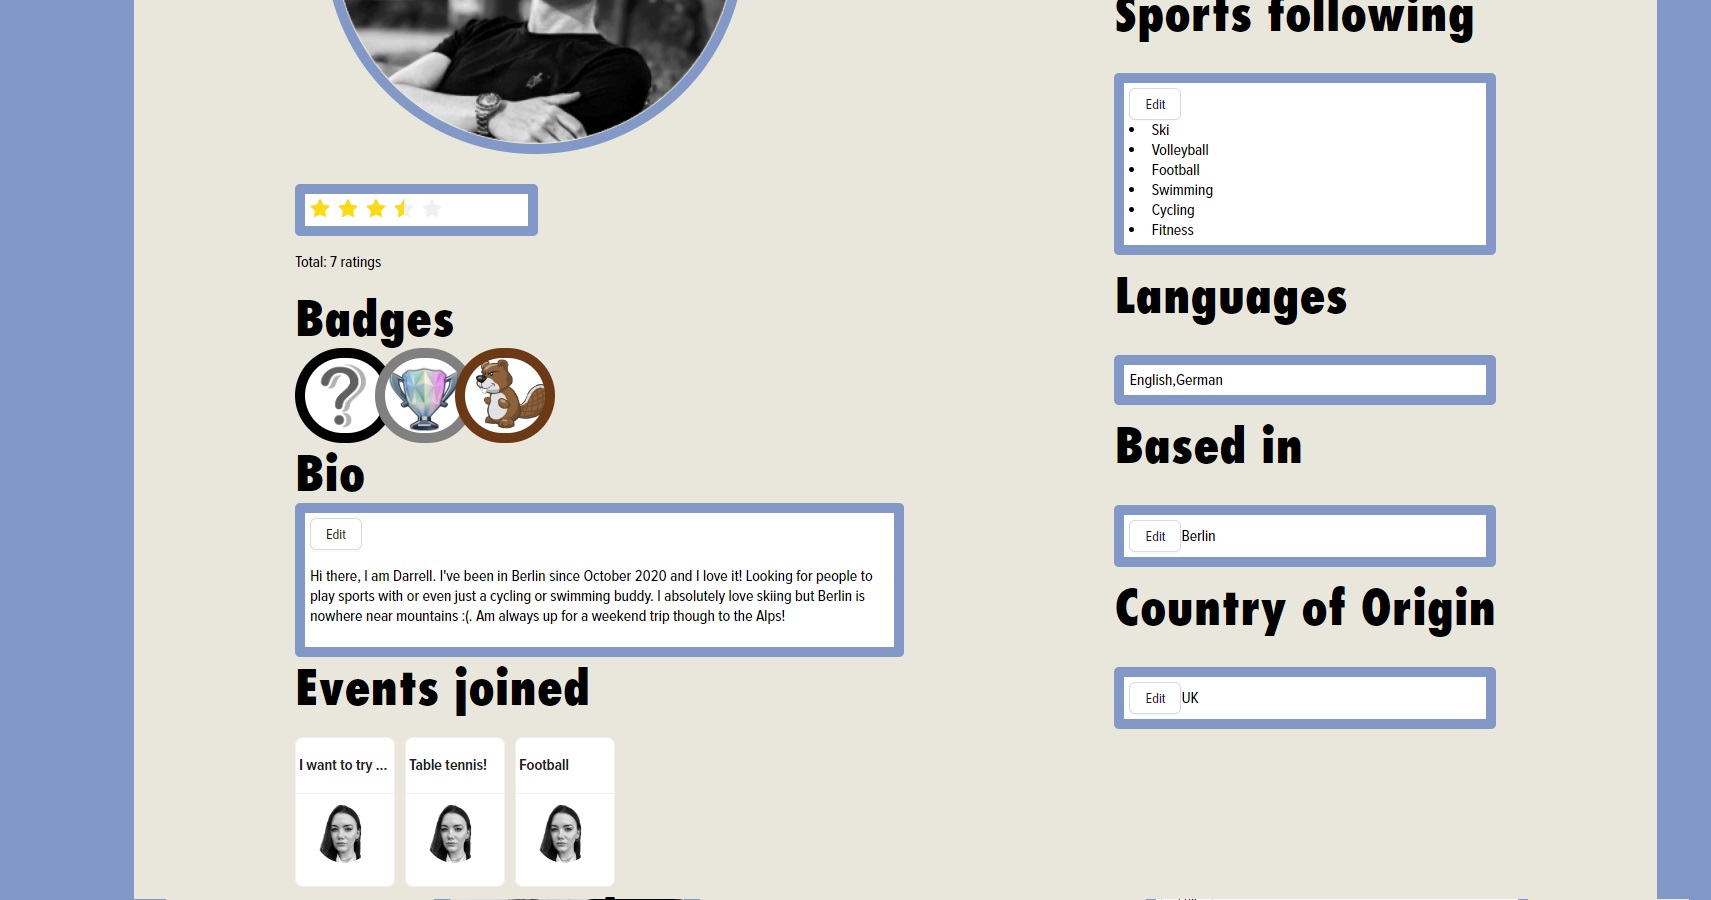 Total: 7 ratings
Badges
Bio
Edit
Hi there, I am Darrell. I've been in Berlin since October 2020 and I love it! Looking for people to
play sports with or even just a cycling or swimming buddy. I absolutely love skiing but Berlin is
nowhere near mountains :(. Am always up for a weekend trip though to the Alps!
Events joined
I want to try ...
Table tennis!
Football
Sports following
Edit
Ski
Volleyball
Football
Swimming
Cycling
Fitness
Languages
English,German
Based in
Edit Berlin
Country of Origin
Edit UK